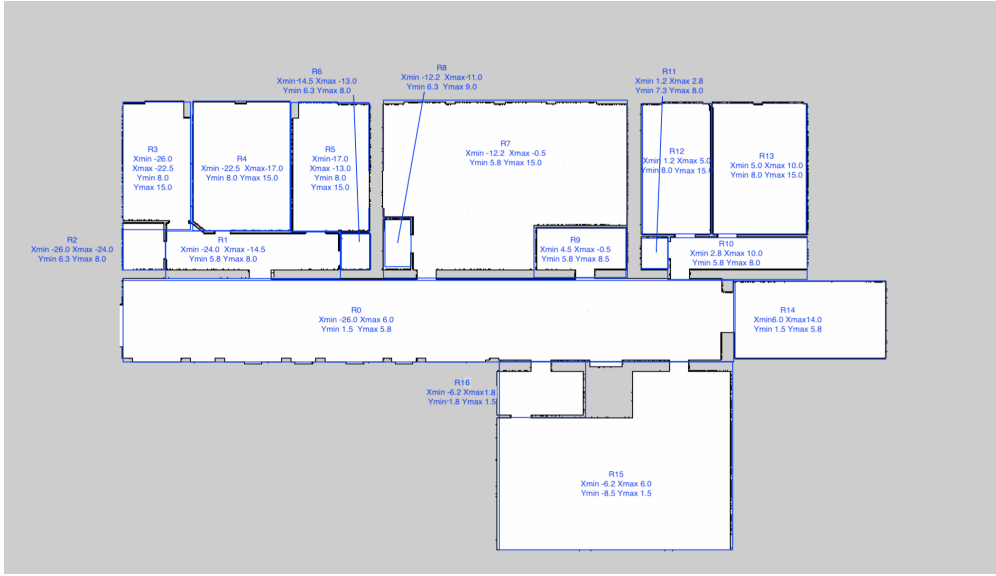 R6
Xmin-14.5 Xmax -13.0
Ymin 6.3 Ymax 8.0
R8
Xmin -12.2 Xmax-11.0
Ymin 6.3 Ymax 9.0
R11
Xmin 1.2 Xmax 2.8
Ymin 7.3 Ymax 8.0
R3
Xmin -26.0
Xmax -22.5
Ymin 8.0
Ymax 15.0
R4
Xmin -22.5 Xmax-17.0
Ymin 8.0 Ymax 15.0
R5
Xmin-17.0
Xmax -13.0
Ymin 8.0
Ymax 15.0
R7
Xmin -12.2 Xmax -0.5
Ymin 5.8 Ymax 15.0
R12
Xmin 1.2 Xmax 5.0
Ymin 8.0 Ymax 15.0
R13
Xmin 5.0 Xmax 10.0
Ymin 8.0 Ymax 15.0
R2
Xmin -26.0 Xmax -24.0
Ymin 6.3 Ymax 8.0
R1
Xmin -24.0 Xmax -14.5
Ymin 5.8 Ymax 8.0
R9
Xmin 4.5 Xmax -0.5
Ymin 5.8 Ymax 8.5
R10
Xmin 2.8 Xmax 10.0
Ymin 5.8 Ymax 8.0
R0
Xmin -26.0 Xmax 6.0
Ymin 1.5 Ymax 5.8
R14
Xmin6.0 Xmax14.0
Ymin 1.5 Ymax 5.8
R16
Xmin -6.2 Xmax1.8
Ymin-1.8 Ymax 1.5
R15
Xmin -6.2 Xmax 6.0
Ymin -8.5 Ymax 1.5